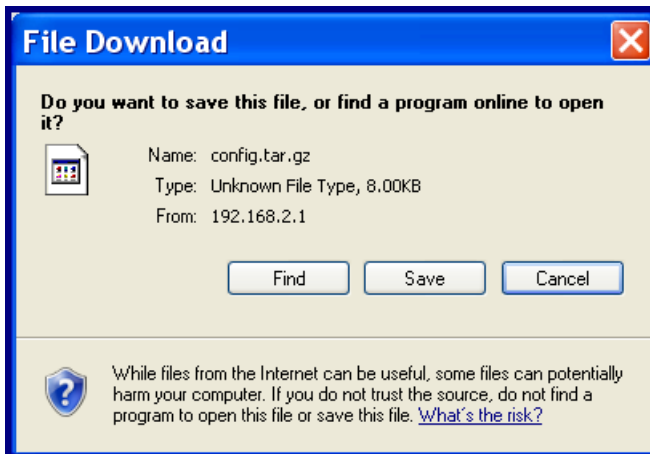 File Download
Do you want to save this file, or find a program online to open
it?
Name: config.tar.gz
Type: Unknown File Type, 8.00KB
From: 192.168.2.1
Find Save Cancel
While files from the Internet can be useful, some files can potentially
harm your computer. If you do not trust the source, do not find a
program to open this file or save this file. What's the risk?